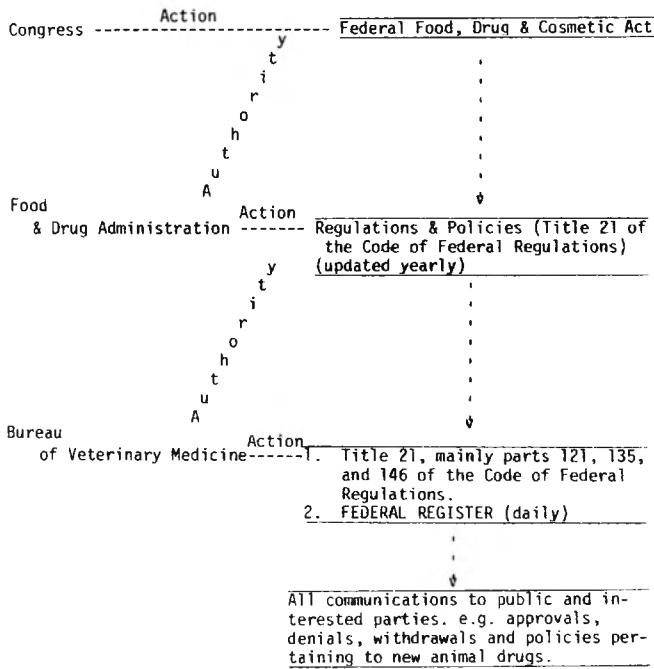 Action
Congress ---------------------------------- Federal Food, Drug & Cosmetic Act
Authority
Food
& Drug Administration ------- Regulations & Policies (Title 21 of
Action
the Code of Federal Regulations)
(updated yearly)
Authority
Bureau
Action
of Veterinary Medicine------1. Title 21, mainly parts 121, 135,
and 146 of the Code of Federal
Regulations.
2. FEDERAL REGISTER (daily)
All communications to public and in-
terested parties. e.g. approvals,
denials, withdrawals and policies per-
taining to new animal drugs.